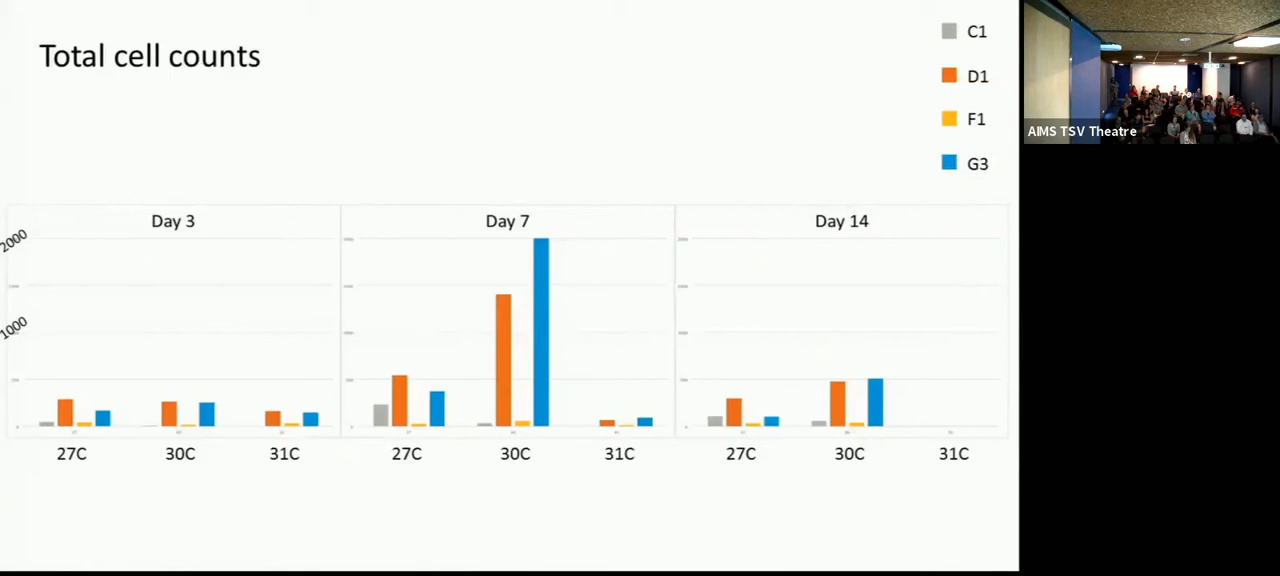 Total cell counts
C1
D1
F1
G3
AIMS TSV Theatre
Day 3
Day 7
Day 14
2000
1000
27C 30C 31C
27C 30C 31C
27C 30C 31C